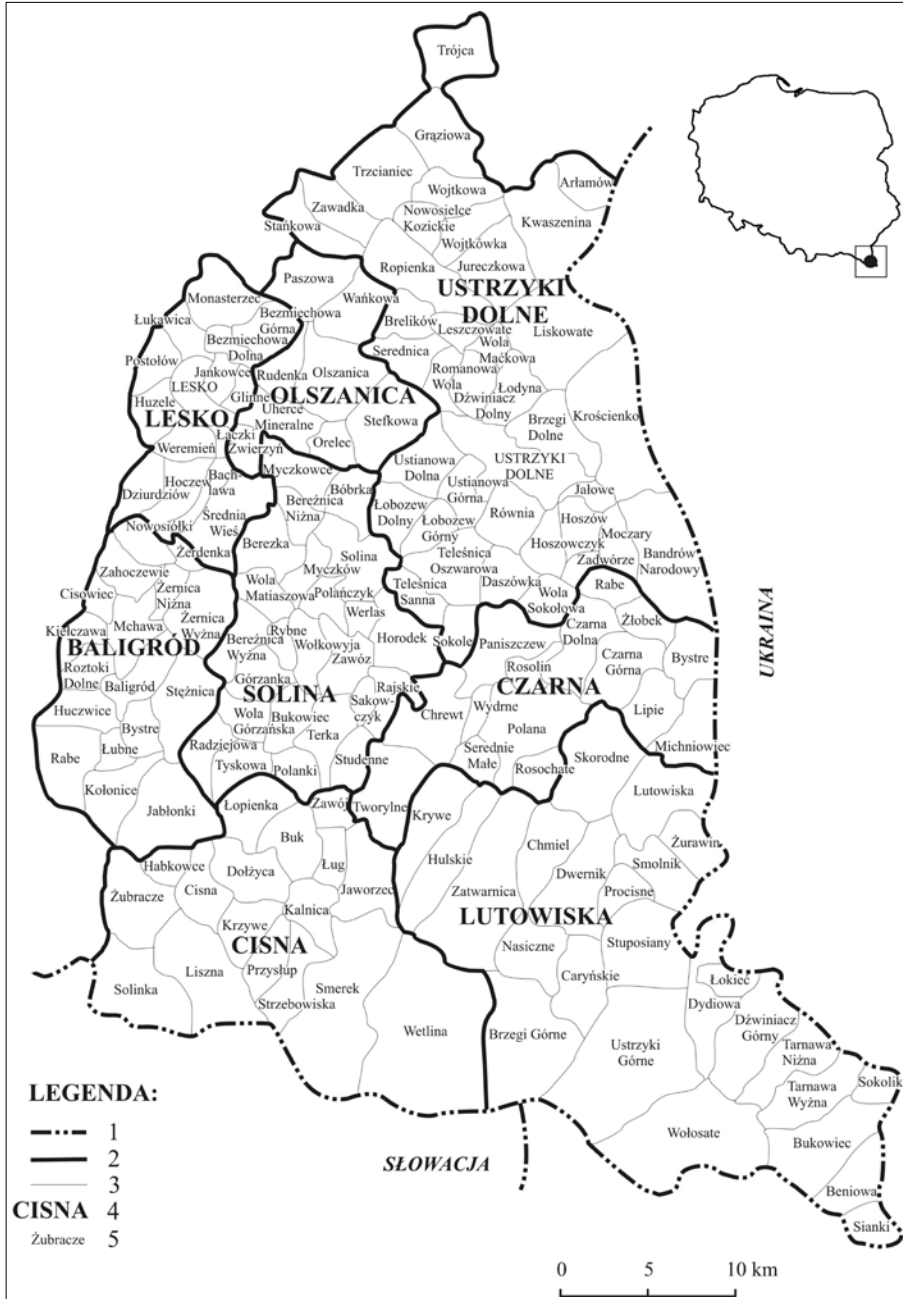 Trójca
Grąziowa
Trzcianiec
Arłamów
Wojtkowa
Zawadka
Nowosielce
Kozickie
Kwaszenina
Stańkowa
Wojtkówka
Ropienka
Jureczkowa
Paszowa
USTRZYKI
DOLNE
Monasterzec
Wańkowa
Łukawica
Bezmiechowa
Górna
Brelików
Leszczowate
Liskowate
Bezmiechowa
Dolna
Wola
Maćkowa
Postołów
Serednica
Jankowce
Rudenka
Olszanica
Romanowa
Wola
LESKO
Łodyna
Huzele
Glinne
OLSZANICA
Dźwiniacz
Dolny
LESKO
Uherce
Mineralne
Stefkowa
Brzegi
Dolne
Krościenko
Łączki
Orelec
Weremień
Zwierzyń
Ustianowa
Dolna
USTRZYKI
DOLNE
Myczkowce
Bach-
lawa
Hoczew
Bóbrka
Ustianowa
Górna
Jałowe
Dziurdziów
Bereźnica
Niżna
Łobozew
Dolny
Równia
Średnia
Wieś
Hoszów
Nowosiółki
Łobozew
Górny
Moczary
Berezka
Hoszowczyk
Żerdenka
Solina
Teleśnica
Oszwarowa
Bandrów
Narodowy
Zahoczewie
Myczków
Zadwórze
Wola
Matiaszowa
Teleśnica
Sanna
Daszówka
Rabe
Cisowiec
Żernica
Niżna
Polańczyk
Wola
Sokołowa
Werlas
Żłobek
Mchawa
Żernica
Wyżna
Czarna
Dolna
Kiełczawa
Rybne
Horodek
Sokole
Paniszczew
BALIGRÓD
Bereźnica
Wyżna
Wołkowyja
Czarna
Górna
Bystre
Zawóz
Roztoki
Dolne
Rosolin
Górzanka
CZARNA
Baligród
Stężnica
SOLINA
Rajskie
Wydrne
Huczwice
Sakow-
czyk
Lipie
Wola
Górzańska
Bukowiec
Chrewt
Bystre
Terka
Polana
Rabe
Łubne
Radziejowa
Serednie
Małe
Michniowiec
Studenne
Skorodne
Tyskowa
Polanki
Rosochate
Kołonice
Lutowiska
Jabłonki
Łopienka
Zawój
Tworylne
Krywe
Buk
Chmiel
Żurawin
Hulskie
Habkowce
Ług
Smolnik
Dołżyca
Dwernik
Żubracze
Cisna
Jaworzec
Zatwarnica
Procisne
Kalnica
Krzywe
LUTOWISKA
CISNA
Stuposiany
Nasiczne
Liszna
Przysłup
Caryńskie
Łokieć
Solinka
Smerek
Strzebowiska
Dydiowa
Dźwiniacz
Górny
Wetlina
Brzegi Górne
Ustrzyki
Górne
Tarnawa
Niżna
Sokolik
Tarnawa
Wyżna
Wołosate
Bukowiec
Beniowa
Sianki
UKRAINA
SŁOWACJA
LEGENDA:
1
2
3
CISNA 4
Żubracze 5
0 5 10 km